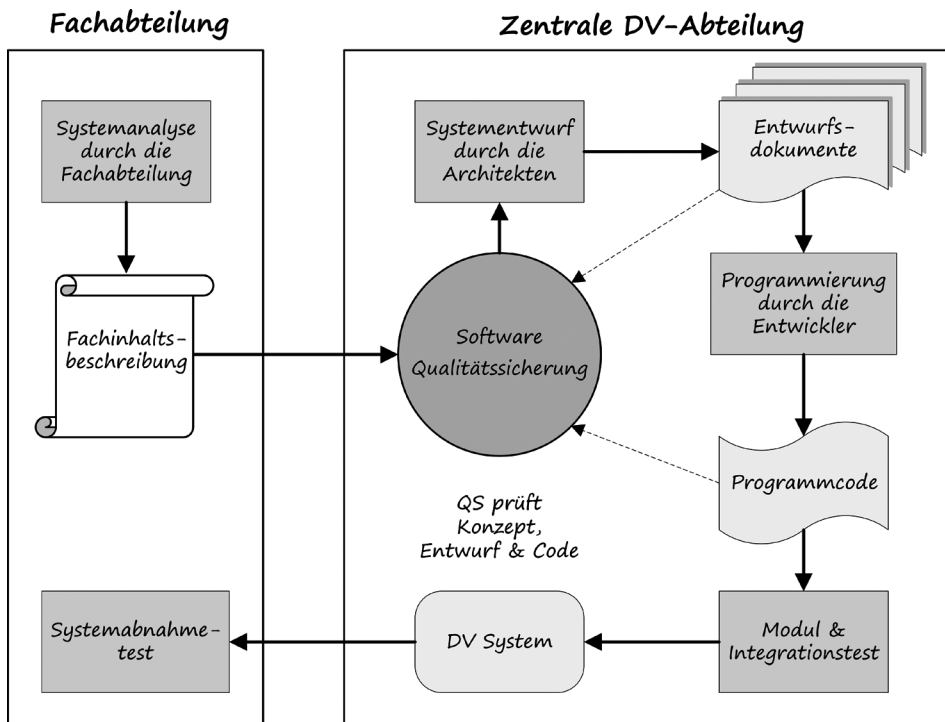 Fachabteilung
Zentrale DV-Abteilung
Systemanalyse
durch die
Fachabteilung
Systementwurf
durch die
Architekten
Entwurfs-
dokumente
Fachinhalts-
beschreibung
Software
Qualitätssicherung
Programmierung
durch die
Entwickler
Programmcode
QS prüft
Konzept,
Entwurf & Code
Systemabnahme-
test
DV System
Modul &
Integrationstest